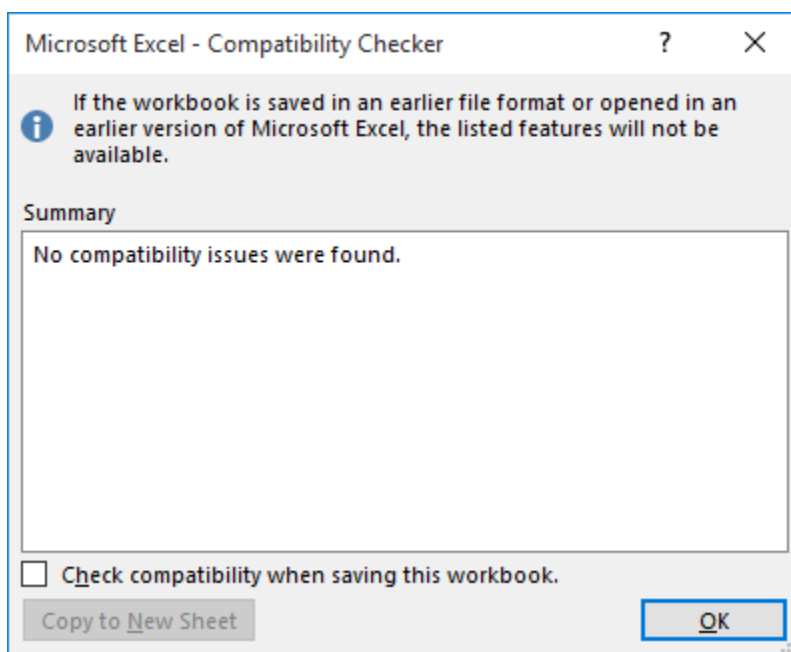 Microsoft Excel - Compatibility Checker ?
If the workbook is saved in an earlier file format or opened in an
earlier version of Microsoft Excel, the listed features will not be
available.
Summary
No compatibility issues were found.
Check compatibility when saving this workbook.
Copy to New Sheet OK